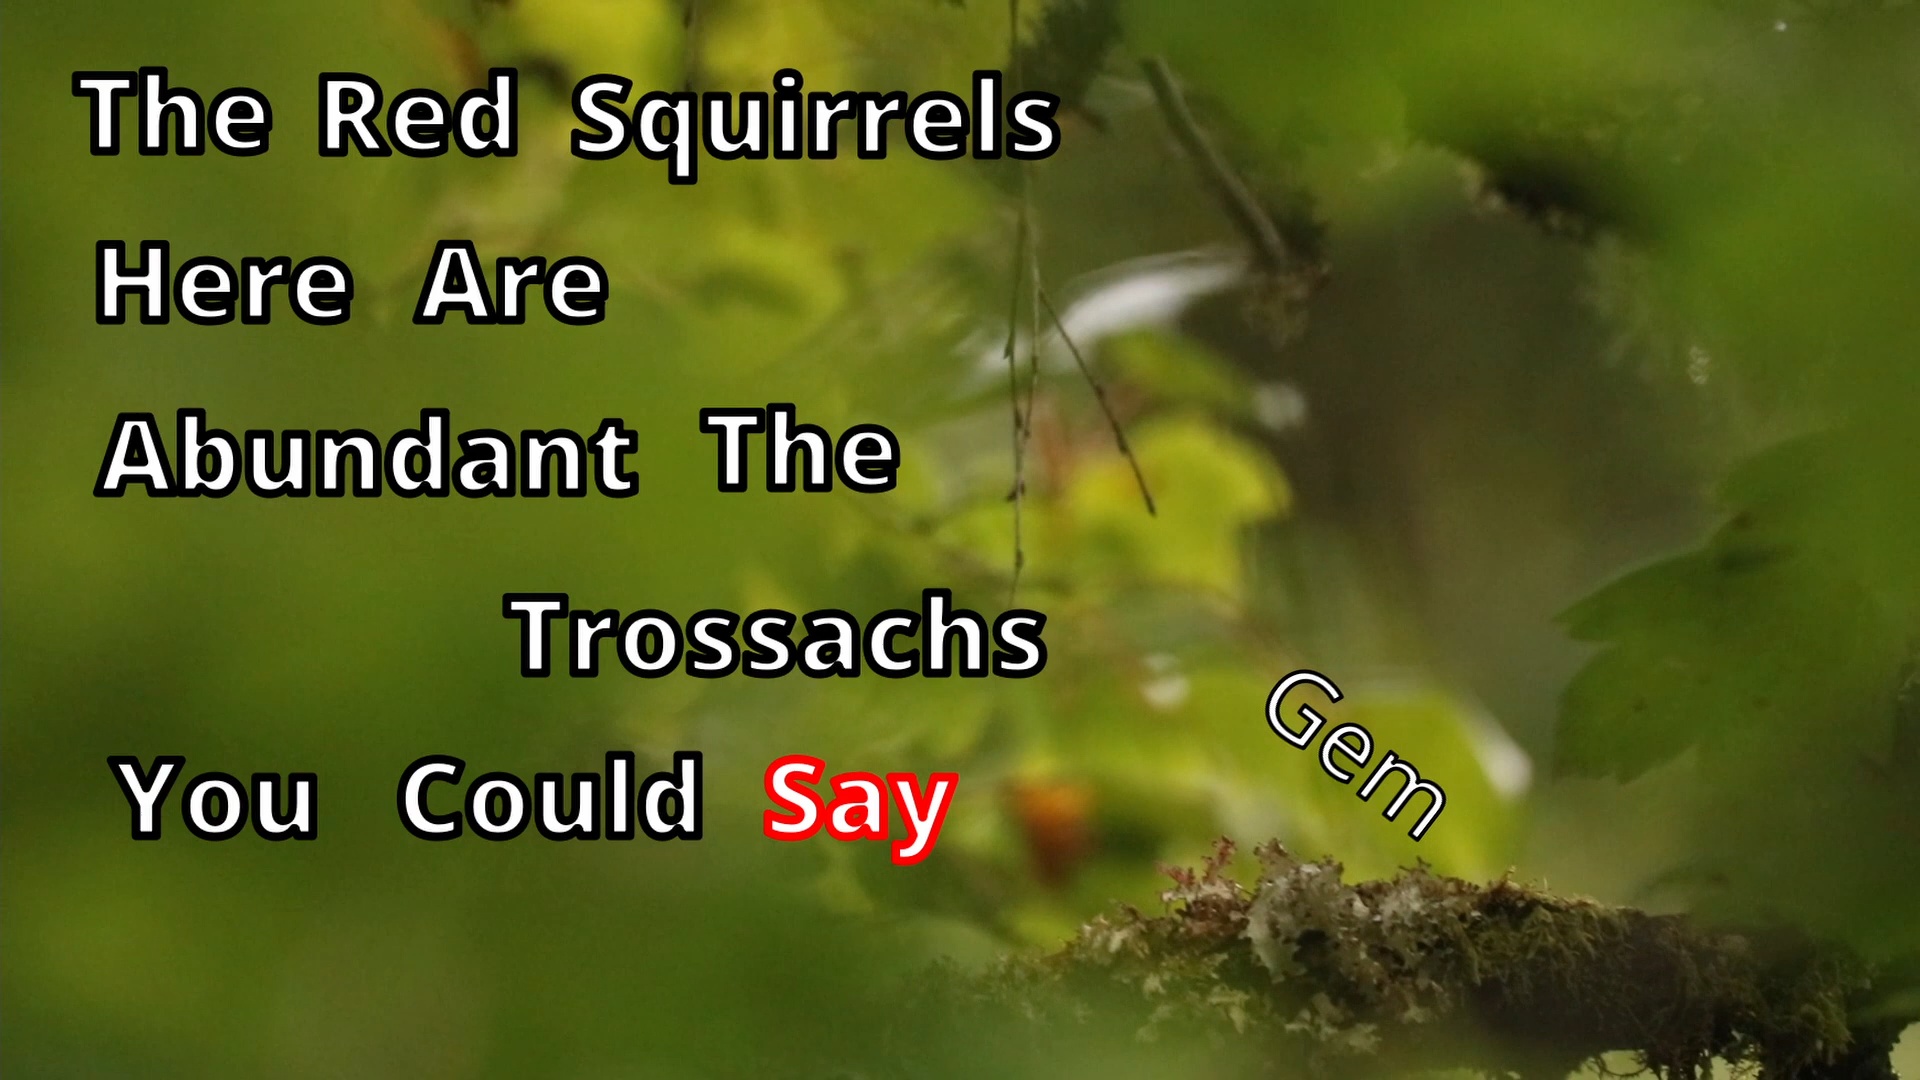 The Red Squirrels
Here Are
Abundant The
Trossachs
Gem
You Could Say